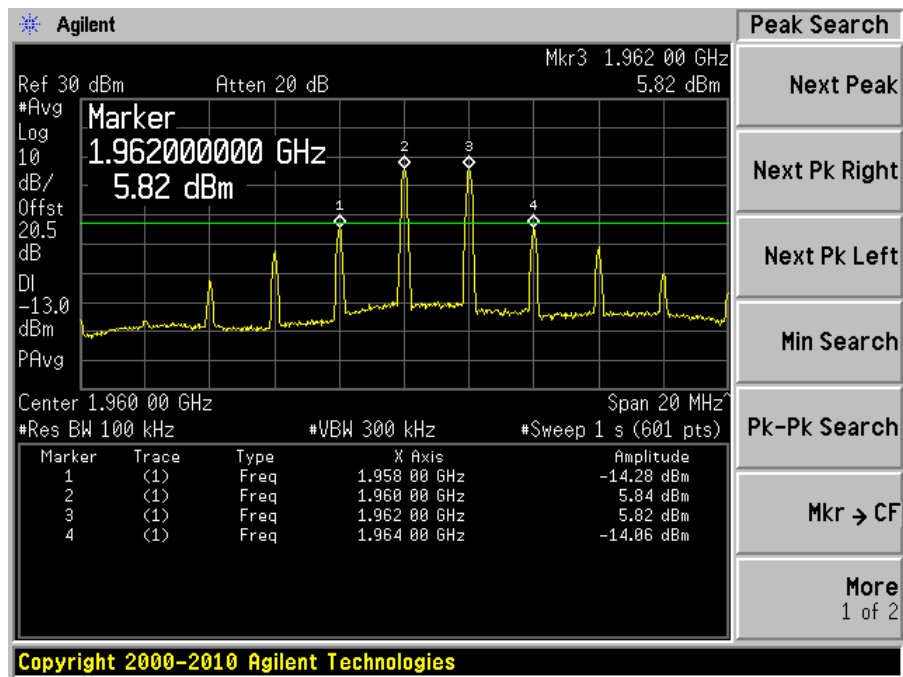 Agilent
Peak Search
Mkr3 1.962 00 GHz
Ref 30 dBm Atten 20 dB 5.82 dBm
#Avg
Log
10
dB/
Offst
20.5
dB
DI
-13.0
dBm
PAvg
Marker
1.962000000 GHz
5.82 dBm
1
2
3
4
Center 1.960 00 GHz Span 20 MHz^
#Res BW 100 kHz #VBW 300 kHz #Sweep 1 s (601 pts)
Marker Trace Type X Axis Amplitude
1 (1) Freq 1.958 00 GHz -14.28 dBm
2 (1) Freq 1.960 00 GHz 5.84 dBm
3 (1) Freq 1.962 00 GHz 5.82 dBm
4 (1) Freq 1.964 00 GHz -14.06 dBm
Next Peak
Next Pk Right
Next Pk Left
Min Search
Pk-Pk Search
Mkr → CF
More
1 of 2
Copyright 2000-2010 Agilent Technologies